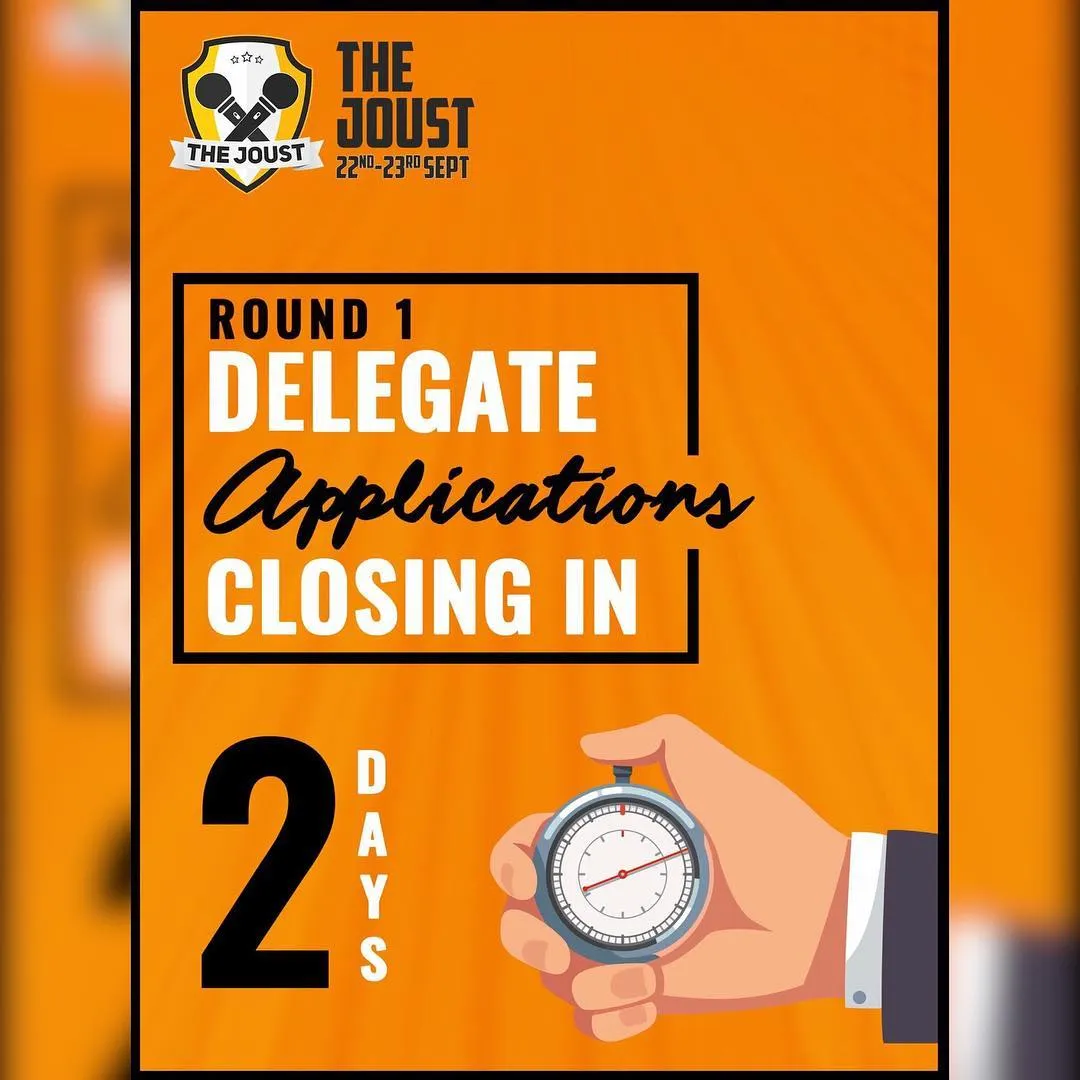 THE JOUST
THE
JOUST
22ND-23RD SEPT
ROUND 1
DELEGATE
Applications
CLOSING IN
2
DAYS